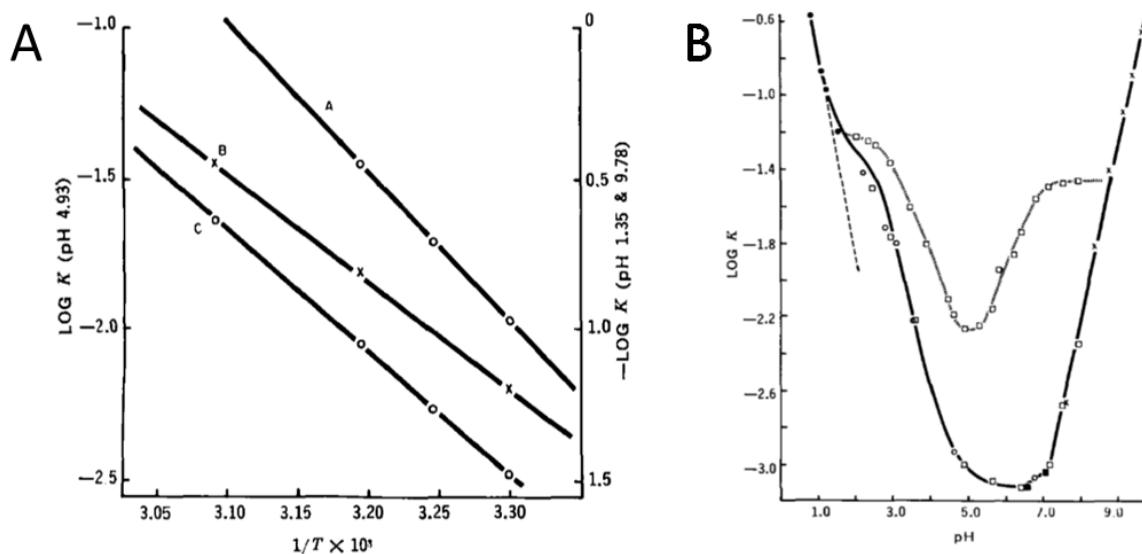 A
B
−1.0
−1.5
−2.0
−2.5
LOG K (pH 4.93)
0
0.5
1.0
1.5
—LOG K (pH 1.35 & 9.78)
A
B
C
3.05 3.10 3.15 3.20 3.25 3.30
1/T × 10³
−0.6
−1.0
−1.4
−1.8
−2.2
−2.6
−3.0
LOG K
1.0 3.0 5.0 7.0 9.0
pH